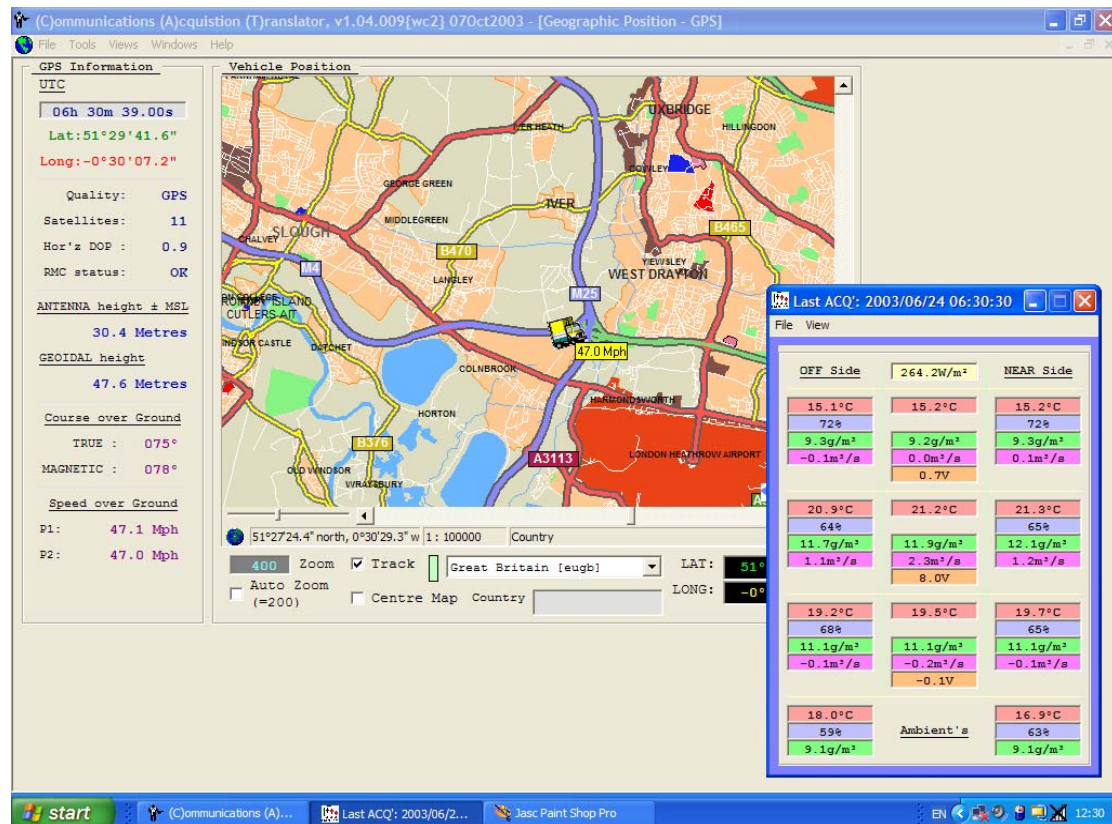 (C)ommunications (A)cquistion (T)ranslator, v1.04.009{wc2} 07Oct2003 - [Geographic Position - GPS]
File Tools Views Windows Help
GPS Information
UTC
06h 30m 39.00s
Lat:51°29'41.6"
Long:-0°30'07.2"
Quality: GPS
Satellites: 11
Hor'z DOP : 0.9
RMC status: OK
ANTENNA height ± MSL
30.4 Metres
GEOIDAL height
47.6 Metres
Course over Ground
TRUE : 075°
MAGNETIC : 078°
Speed over Ground
P1: 47.1 Mph
P2: 47.0 Mph
Vehicle Position
UXBRIDGE
IVER HEATH
HILLINGDON
COWLEY
GEORGE GREEN
IVER
MIDDLEGREEN
SLOUGH
CHALVEY
B465
B470
YIEWSLEY
WEST DRAYTON
M4
LANGLEY
M25
CUTLERS AIT
WINDSOR CASTLE
DATCHET
47.0 Mph
COLNBROOK
HARMONDSWORTH
HORTON
B376
A3113
LONDON HEATHROW AIRPORT
OLD WINDSOR
WRAYSBURY
51°27'24.4" north, 0°30'29.3" w 1 : 100000 Country
400 Zoom Track Great Britain [eugb] LAT: 51°
Auto Zoom (=200) Centre Map Country LONG: -0°
Last ACQ': 2003/06/24 06:30:30
File View
OFF Side 264.2W/m² NEAR Side
15.1°C 15.2°C 15.2°C
72% 72%
9.3g/m³ 9.2g/m³ 9.3g/m³
-0.1m³/s 0.0m³/s 0.1m³/s
0.7V
20.9°C 21.2°C 21.3°C
64% 65%
11.7g/m³ 11.9g/m³ 12.1g/m³
1.1m³/s 2.3m³/s 1.2m³/s
8.0V
19.2°C 19.5°C 19.7°C
68% 65%
11.1g/m³ 11.1g/m³ 11.1g/m³
-0.1m³/s -0.2m³/s -0.1m³/s
-0.1V
18.0°C 16.9°C
59% Ambient's 63%
9.1g/m³ 9.1g/m³
start (C)ommunications (A)... Last ACQ': 2003/06/2... Jasc Paint Shop Pro EN 12:30